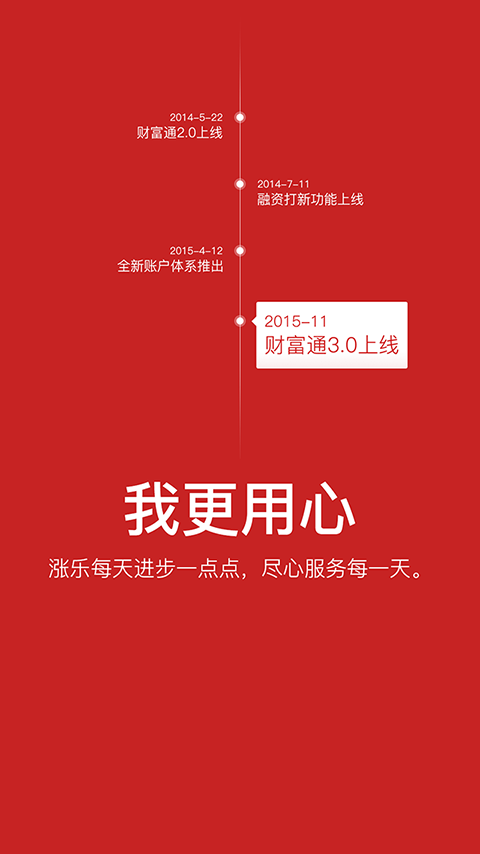 2014-5-22
财富通2.0上线
2014-7-11
融资打新功能上线
2015-4-12
全新账户体系推出
2015-11
财富通3.0上线
我更用心
涨乐每天进步一点点，尽心服务每一天。